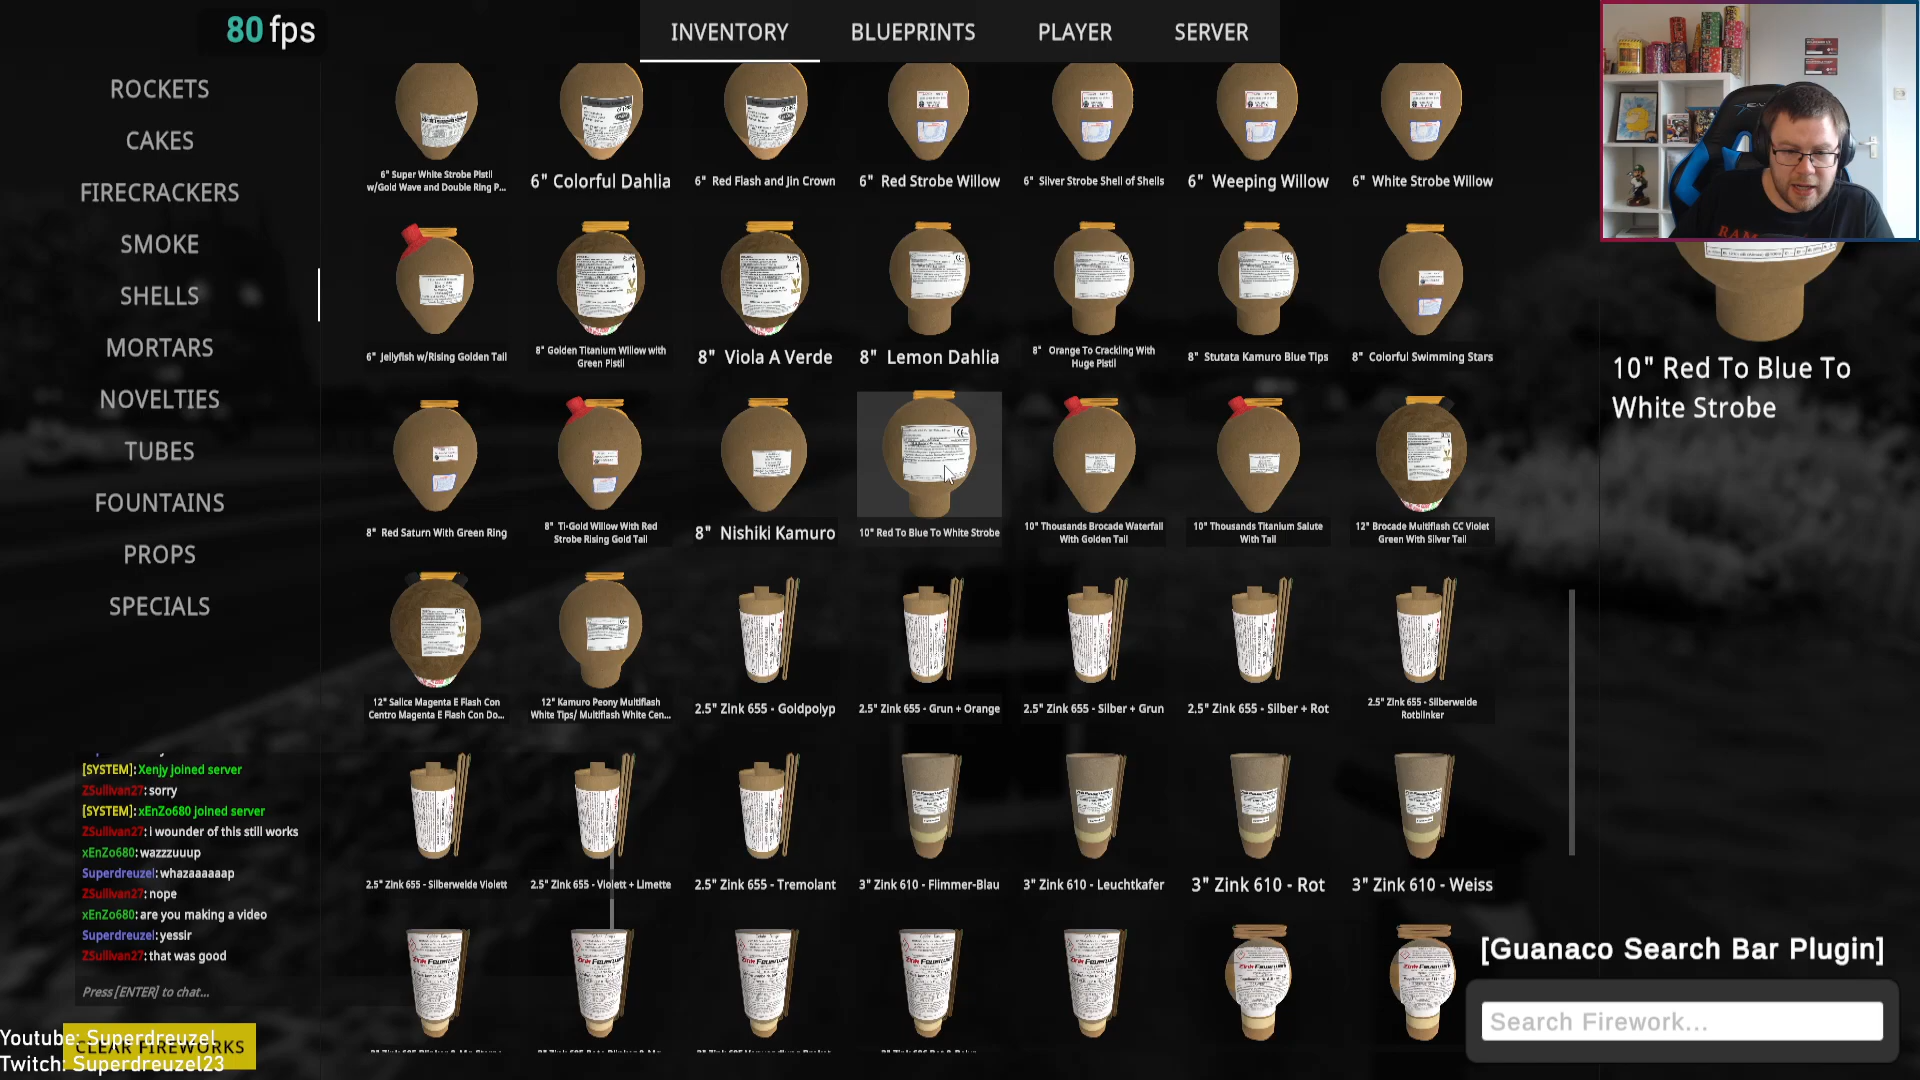 80 fps
INVENTORY
BLUEPRINTS
PLAYER
SERVER
ROCKETS
CAKES
FIRECRACKERS
SMOKE
SHELLS
MORTARS
NOVELTIES
TUBES
FOUNTAINS
PROPS
SPECIALS
6" Super White Strobe Pistil
w/Gold Wave and Double Ring P...
6" Colorful Dahlia
6" Red Flash and Jin Crown
6" Red Strobe Willow
6" Silver Strobe Shell of Shells
6" Weeping Willow
6" White Strobe Willow
6" Jellyfish w/Rising Golden Tail
8" Golden Titanium Willow with
Green Pistil
8" Viola A Verde
8" Lemon Dahlia
8" Orange To Crackling With
Huge Pistil
8" Stutata Kamuro Blue Tips
8" Colorful Swimming Stars
8" Red Saturn With Green Ring
8" Ti-Gold Willow With Red
Strobe Rising Gold Tail
8" Nishiki Kamuro
10" Red To Blue To White Strobe
10" Thousands Brocade Waterfall
With Golden Tail
10" Thousands Titanium Salute
With Tail
12" Brocade Multiflash CC Violet
Green With Silver Tail
12" Salice Magenta E Flash Con
Centro Magenta E Flash Con Do...
12" Kamuro Peony Multiflash
White Tips/ Multiflash White Cen...
2.5" Zink 655 - Goldpolyp
2.5" Zink 655 - Grun + Orange
2.5" Zink 655 - Silber + Grun
2.5" Zink 655 - Silber + Rot
2.5" Zink 655 - Silberweide
Rotblinker
2.5" Zink 655 - Silberweide Violett
2.5" Zink 655 - Violett + Limette
2.5" Zink 655 - Tremolant
3" Zink 610 - Flimmer-Blau
3" Zink 610 - Leuchtkafer
3" Zink 610 - Rot
3" Zink 610 - Weiss
10" Red To Blue To
White Strobe
[SYSTEM]: Xenjy joined server
ZSullivan27: sorry
[SYSTEM]: xEnZo680 joined server
ZSullivan27: i wounder of this still works
xEnZo680: wazzzuuup
Superdreuzel: whazaaaaaap
ZSullivan27: nope
xEnZo680: are you making a video
Superdreuzel: yessir
ZSullivan27: that was good
Press [ENTER] to chat...
Youtube: Superdreuzel
CLEAR FIREWORKS
Twitch: Superdreuzel23
[Guanaco Search Bar Plugin]
Search Firework...